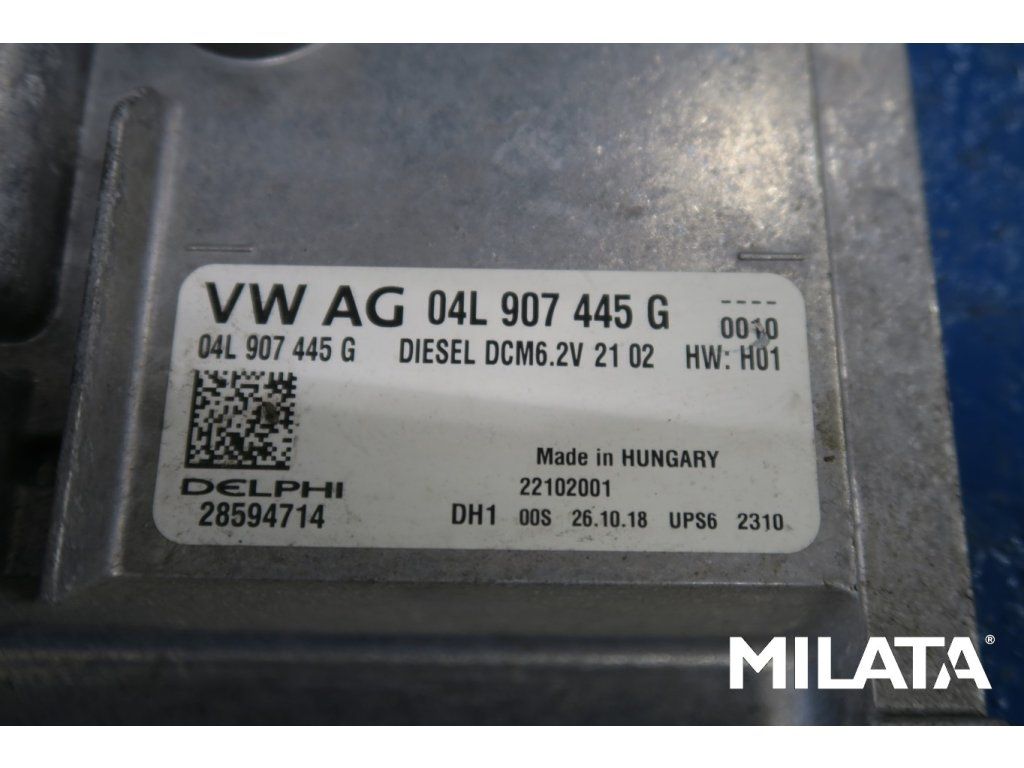 VW AG 04L 907 445 G ----
0010
04L 907 445 G DIESEL DCM6.2V 21 02 HW: H01
Made in HUNGARY
DELPHI 22102001
28594714 DH1 00S 26.10.18 UPS6 2310
MILATA®